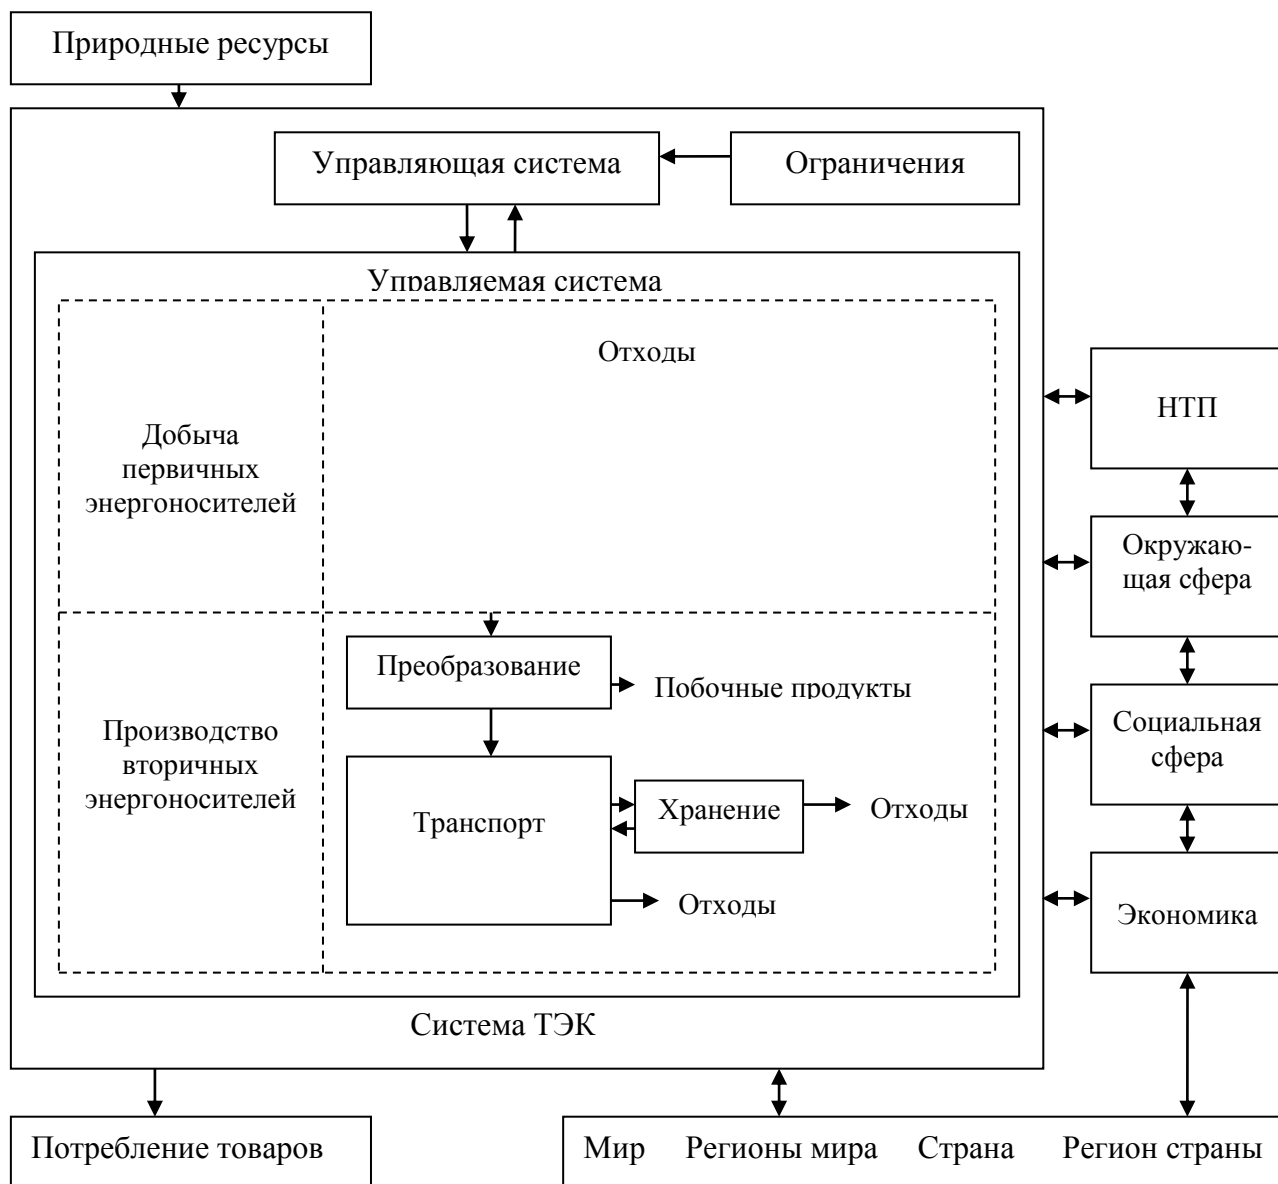 Природные ресурсы
Управляющая система
Ограничения
Управляемая система
Отходы
Добыча
первичных
энергоносителей
НТП
Окружаю-
щая сфера
Преобразование
Побочные продукты
Производство
вторичных
энергоносителей
Социальная
сфера
Транспорт
Хранение
Отходы
Отходы
Экономика
Система ТЭК
Потребление товаров
Мир Регионы мира Страна Регион страны